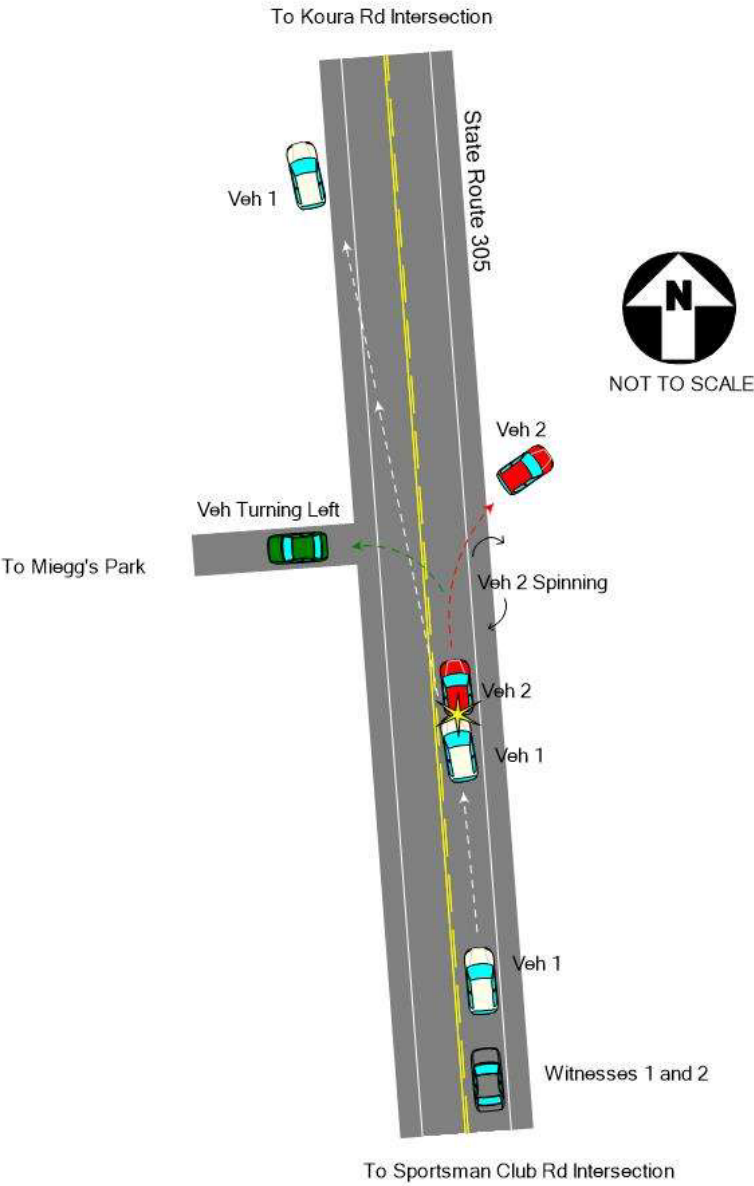 To Koura Rd Intersection
State Route 305
Veh 1
N
NOT TO SCALE
Veh 2
Veh Turning Left
To Miegg's Park
Veh 2 Spinning
Veh 2
Veh 1
Veh 1
Witnesses 1 and 2
To Sportsman Club Rd Intersection